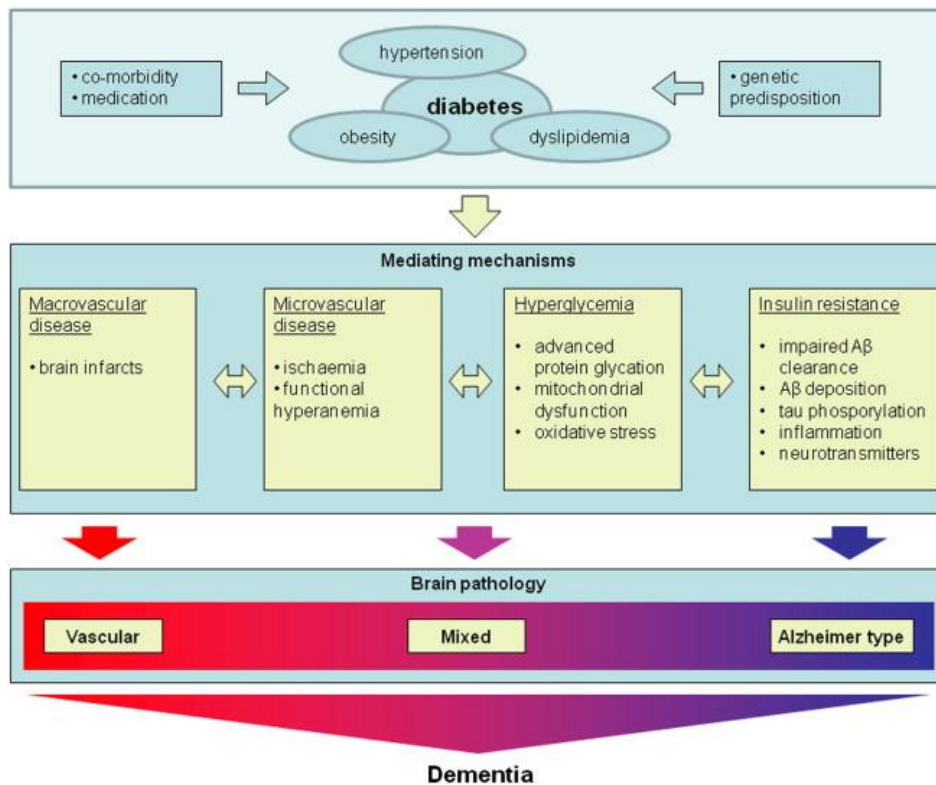 • co-morbidity
• medication
hypertension
diabetes
obesity
dyslipidemia
• genetic
predisposition
Mediating mechanisms
Macrovascular
disease
• brain infarcts
Microvascular
disease
• ischaemia
• functional
hyperanemia
Hyperglycemia
• advanced
protein glycation
• mitochondrial
dysfunction
• oxidative stress
Insulin resistance
• impaired Aβ
clearance
• Aβ deposition
• tau phosporylation
• inflammation
• neurotransmitters
Brain pathology
Vascular
Mixed
Alzheimer type
Dementia